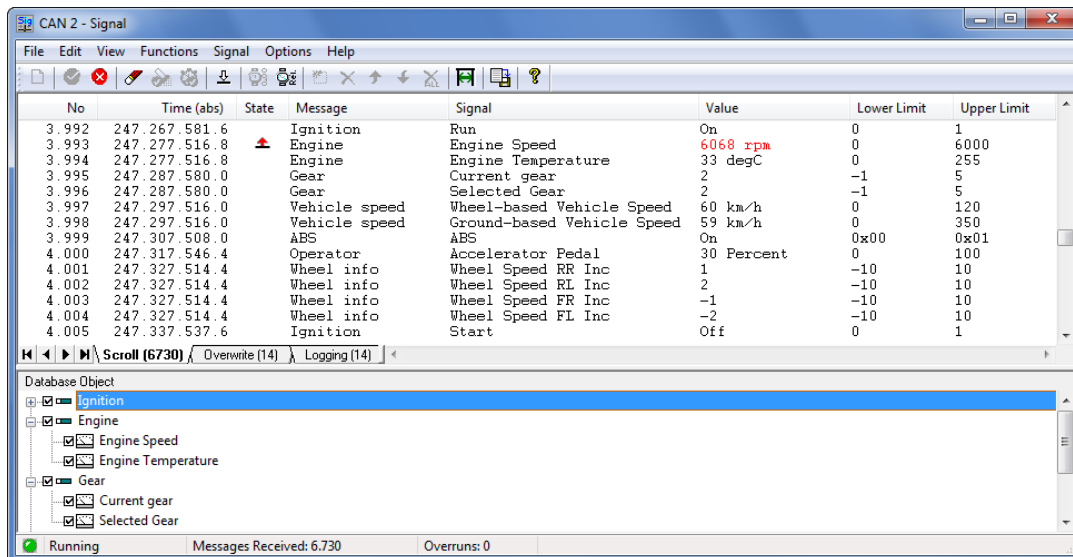 CAN 2 - Signal
File Edit View Functions Signal Options Help
No Time (abs) State Message Signal Value Lower Limit Upper Limit
3.992 247.267.581.6 Ignition Run On 0 1
3.993 247.277.516.8 Engine Engine Speed 6068 rpm 0 6000
3.994 247.277.516.8 Engine Engine Temperature 33 degC 0 255
3.995 247.287.580.0 Gear Current gear 2 -1 5
3.996 247.287.580.0 Gear Selected Gear 2 -1 5
3.997 247.297.516.0 Vehicle speed Wheel-based Vehicle Speed 60 km/h 0 120
3.998 247.297.516.0 Vehicle speed Ground-based Vehicle Speed 59 km/h 0 350
3.999 247.307.508.0 ABS ABS On 0x00 0x01
4.000 247.317.546.4 Operator Accelerator Pedal 30 Percent 0 100
4.001 247.327.514.4 Wheel info Wheel Speed RR Inc 1 -10 10
4.002 247.327.514.4 Wheel info Wheel Speed RL Inc 2 -10 10
4.003 247.327.514.4 Wheel info Wheel Speed FR Inc -1 -10 10
4.004 247.327.514.4 Wheel info Wheel Speed FL Inc -2 -10 10
4.005 247.337.537.6 Ignition Start Off 0 1
Scroll (6730) Overwrite (14) Logging (14)
Database Object
Ignition
Engine
Engine Speed
Engine Temperature
Gear
Current gear
Selected Gear
Running Messages Received: 6.730 Overruns: 0